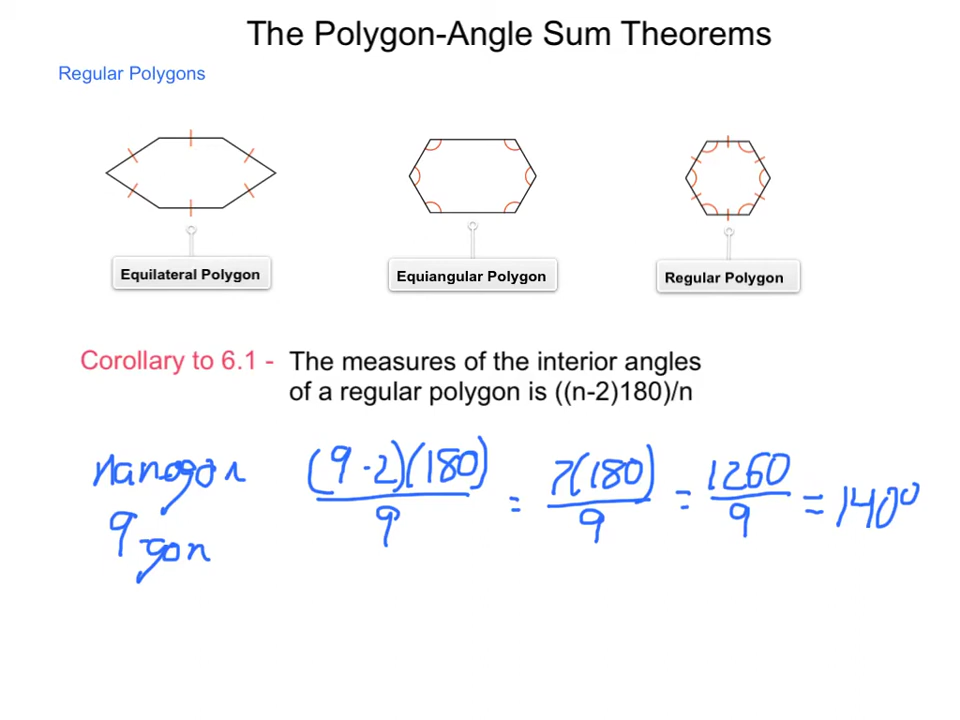 The Polygon-Angle Sum Theorems
Regular Polygons
Equilateral Polygon
Equiangular Polygon
Regular Polygon
Corollary to 6.1 - The measures of the interior angles
of a regular polygon is ((n-2)180)/n
nanogon
9 gon
(9-2)(180)/9 = 7(180)/9 = 1260/9 = 140°